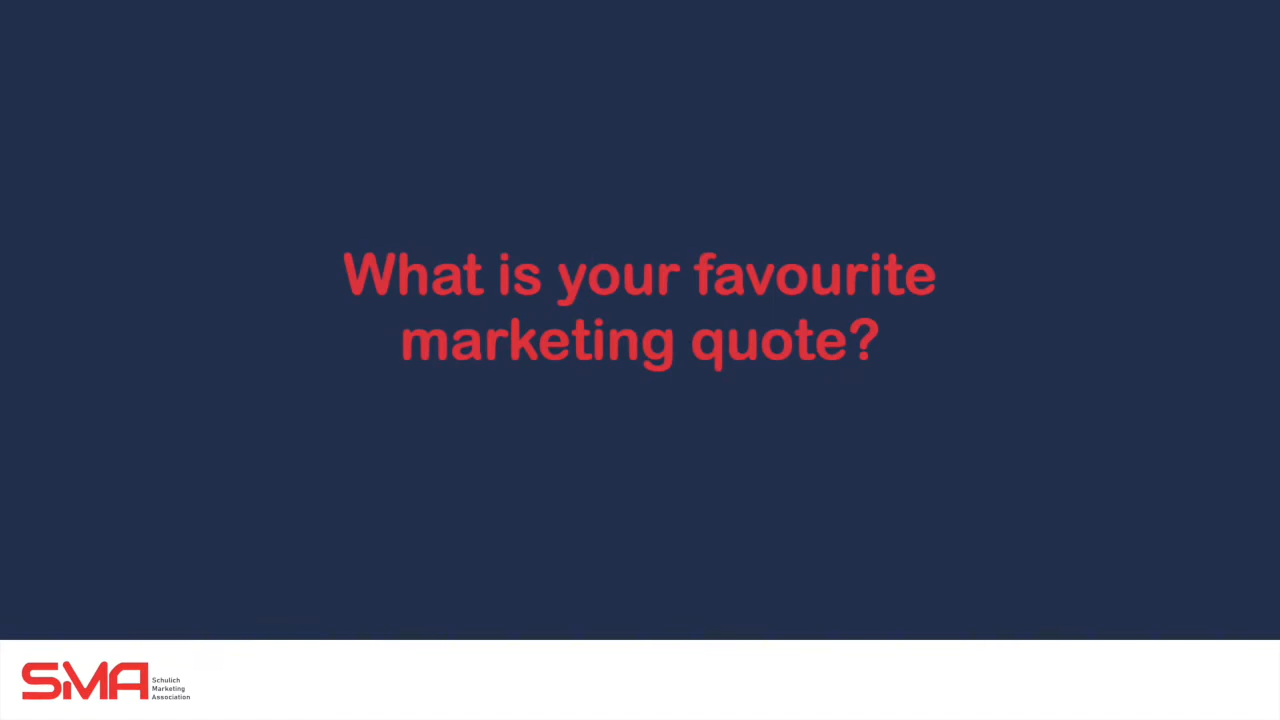 What is your favourite
marketing quote?
SMA
Schulich
Marketing
Association